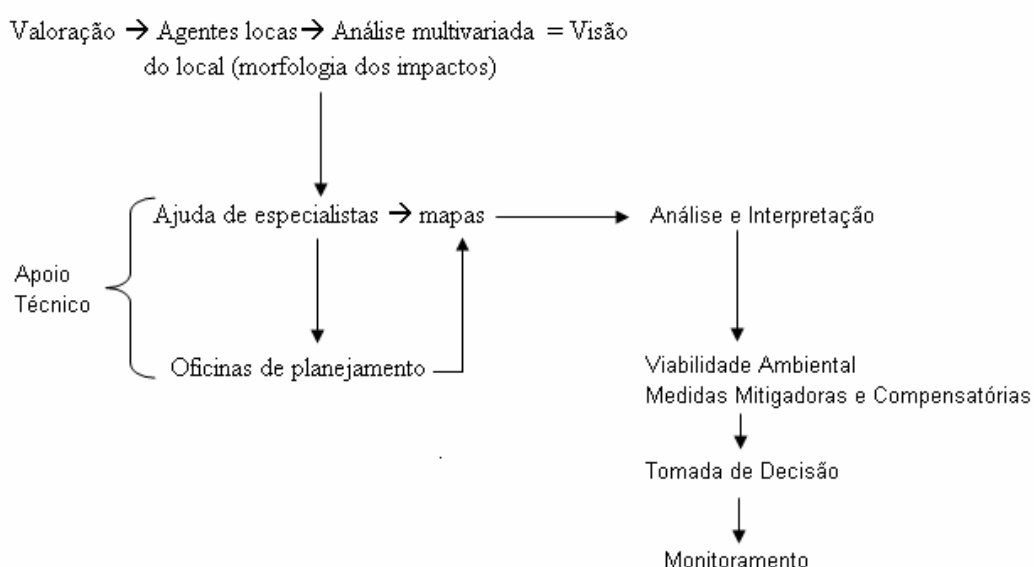 Valoração → Agentes locas → Análise multivariada = Visão
do local (morfologia dos impactos)
Ajuda de especialistas → mapas
Análise e Interpretação
Apoio
Técnico
Oficinas de planejamento
Viabilidade Ambiental
Medidas Mitigadoras e Compensatórias
Tomada de Decisão
Monitoramento